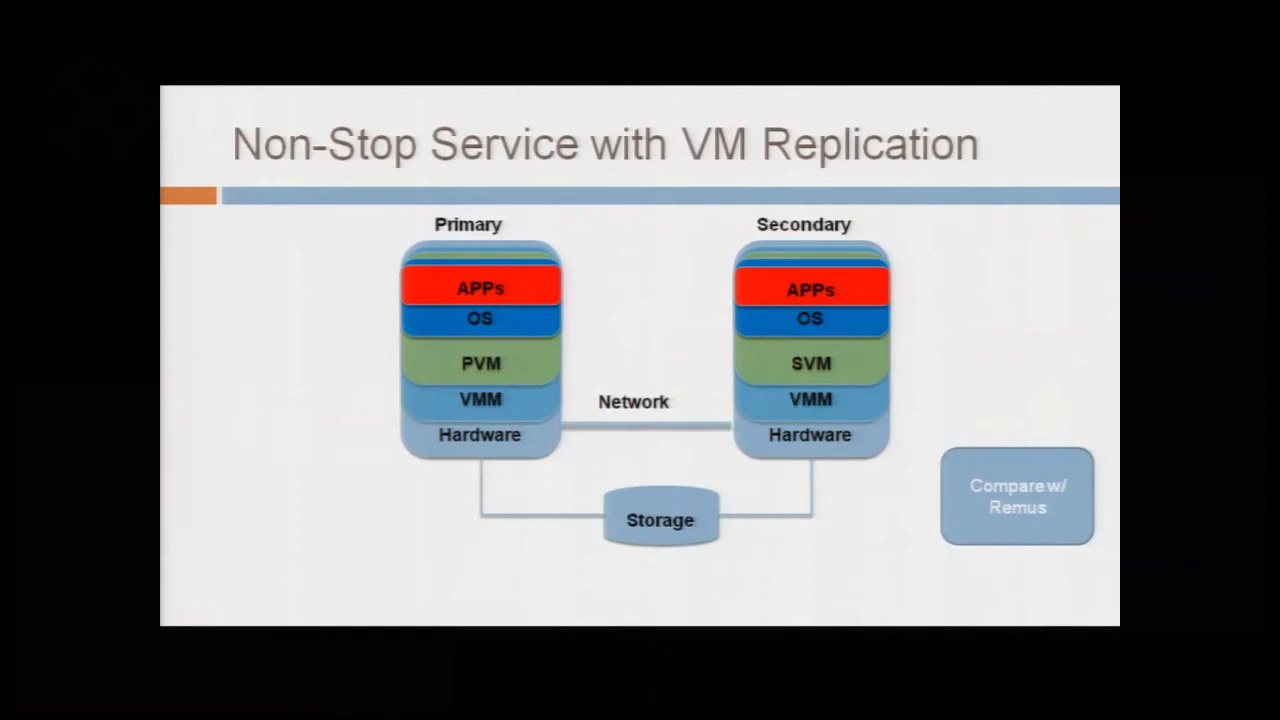 Non-Stop Service with VM Replication
Primary
Secondary
APPs
OS
PVM
VMM
Hardware
Network
APPs
OS
SVM
VMM
Hardware
Storage
Compare w/
Remus